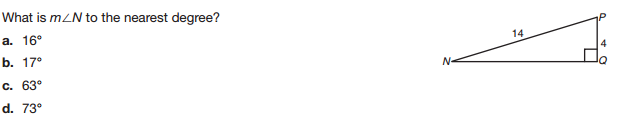 What is m∠N to the nearest degree?
a. 16°
b. 17°
c. 63°
d. 73°
P
14
4
N
Q